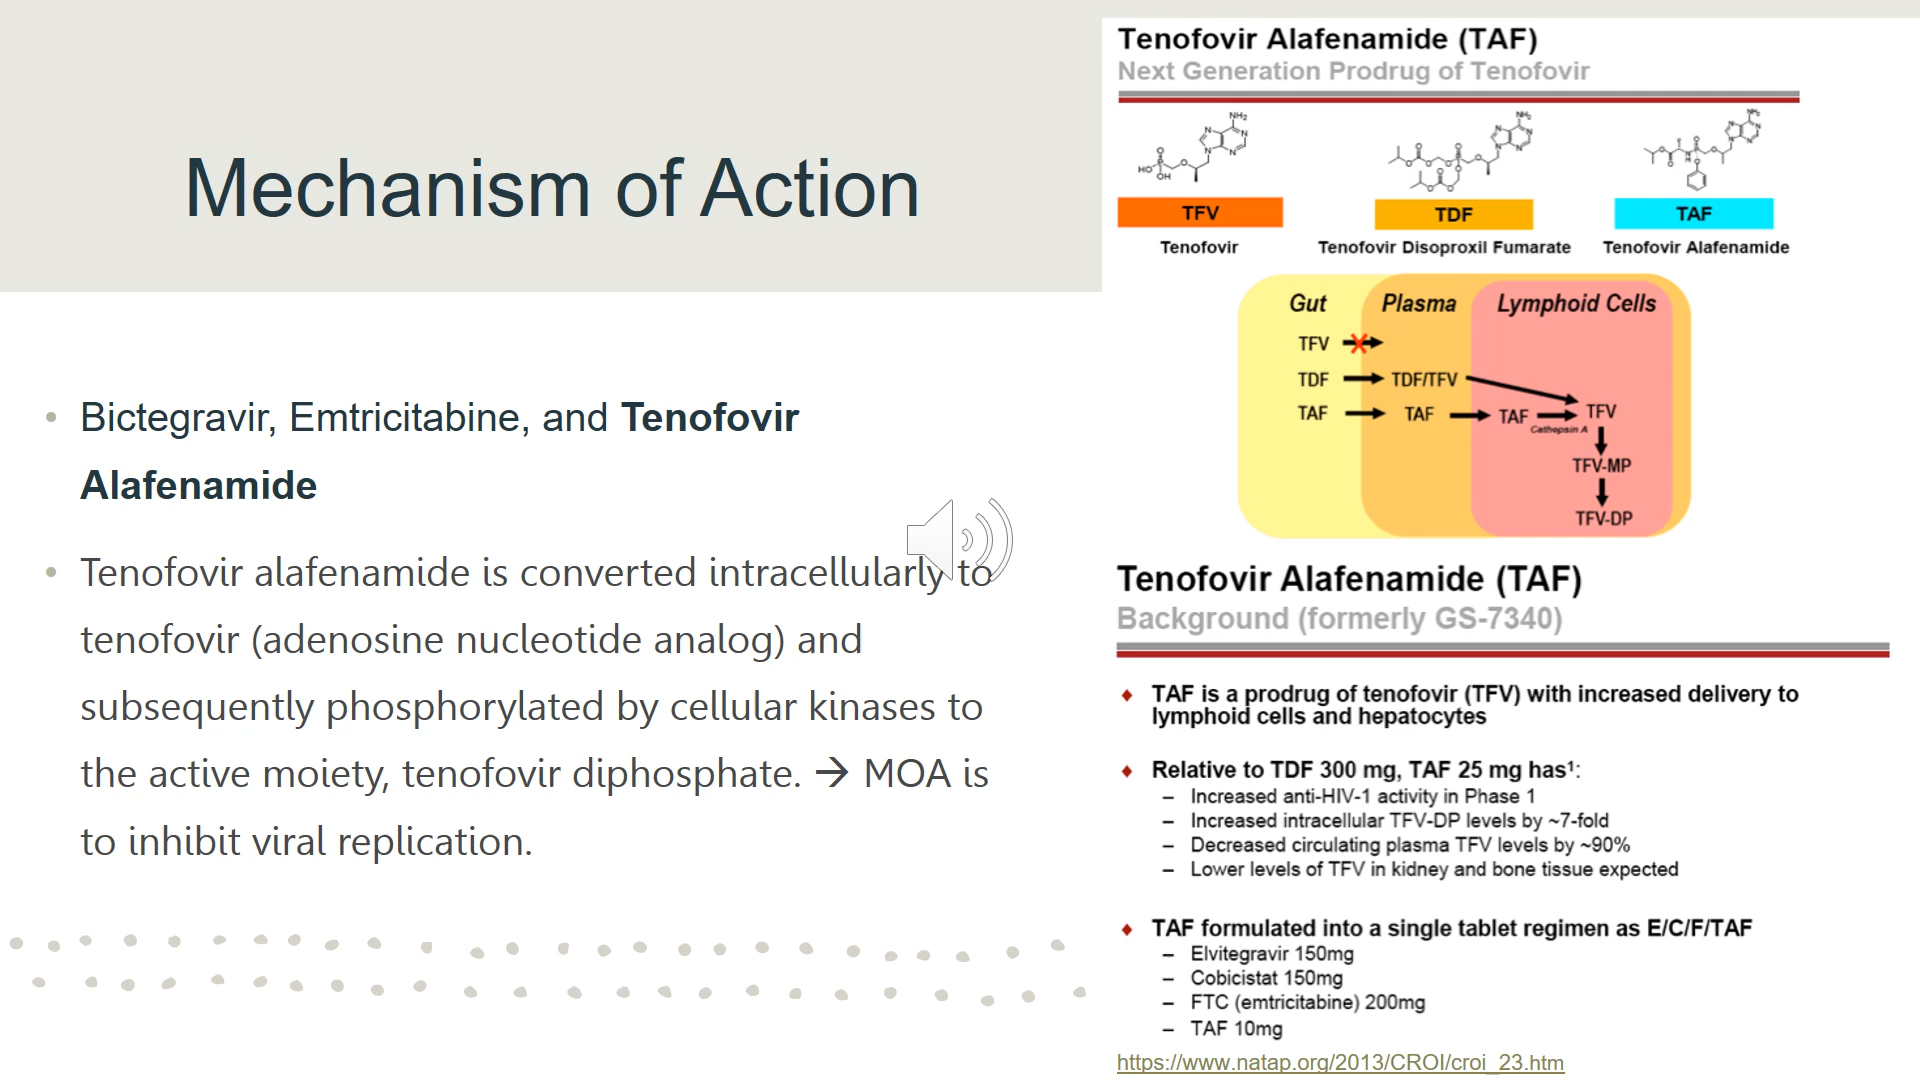 Mechanism of Action
• Bictegravir, Emtricitabine, and Tenofovir
Alafenamide
• Tenofovir alafenamide is converted intracellularly to
tenofovir (adenosine nucleotide analog) and
subsequently phosphorylated by cellular kinases to
the active moiety, tenofovir diphosphate. → MOA is
to inhibit viral replication.
Tenofovir Alafenamide (TAF)
Next Generation Prodrug of Tenofovir
TFV TDF TAF
Tenofovir Tenofovir Disoproxil Fumarate Tenofovir Alafenamide
Gut Plasma Lymphoid Cells
TFV
TDF TDF/TFV
TAF TAF TAF TFV
Cathepsin A
TFV-MP
TFV-DP
Tenofovir Alafenamide (TAF)
Background (formerly GS-7340)
♦ TAF is a prodrug of tenofovir (TFV) with increased delivery to
lymphoid cells and hepatocytes
♦ Relative to TDF 300 mg, TAF 25 mg has¹:
– Increased anti-HIV-1 activity in Phase 1
– Increased intracellular TFV-DP levels by ~7-fold
– Decreased circulating plasma TFV levels by ~90%
– Lower levels of TFV in kidney and bone tissue expected
♦ TAF formulated into a single tablet regimen as E/C/F/TAF
– Elvitegravir 150mg
– Cobicistat 150mg
– FTC (emtricitabine) 200mg
– TAF 10mg
https://www.natap.org/2013/CROI/croi_23.htm